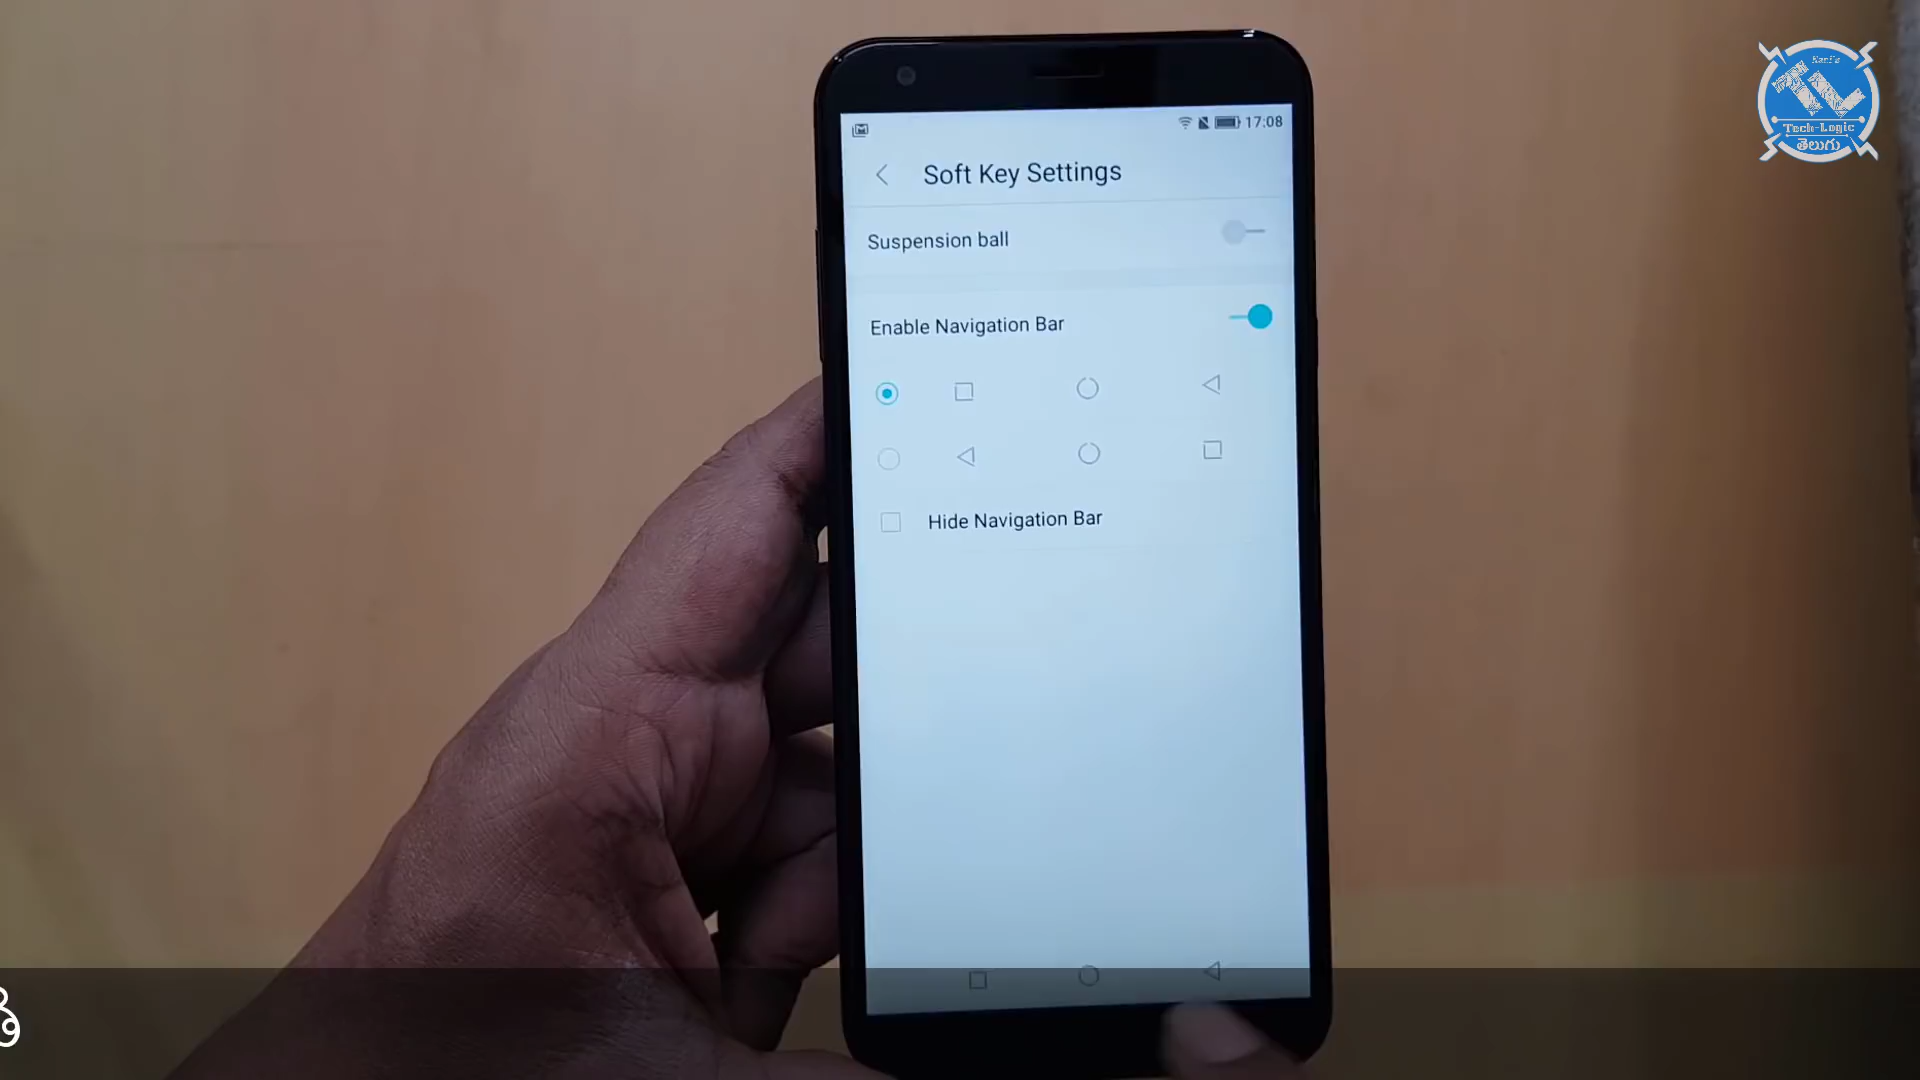 17:08
Soft Key Settings
Suspension ball
Enable Navigation Bar
Hide Navigation Bar
Tech-Logic
తెలుగు